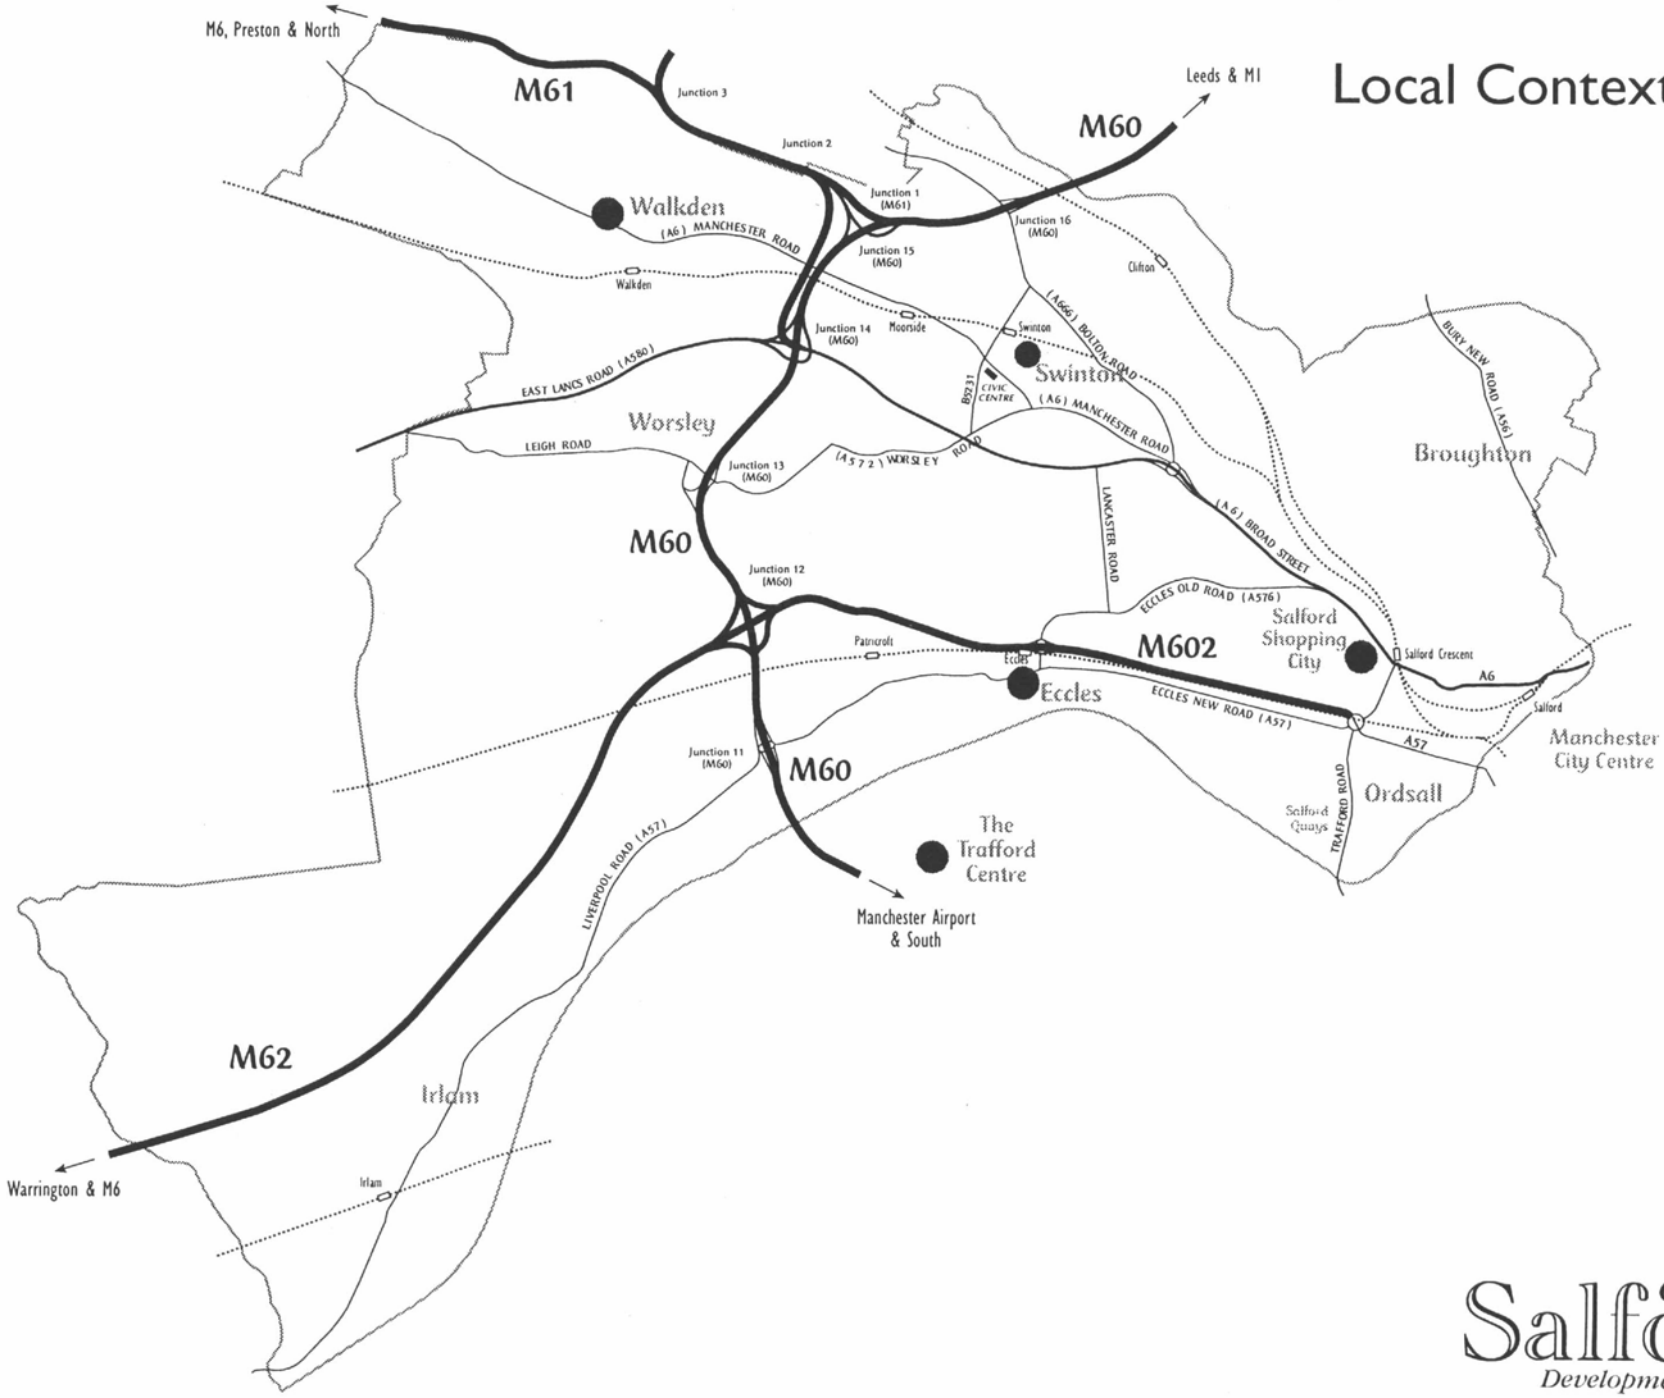 M6, Preston & North
M61
Junction 3
Leeds & M1
Local Context
M60
Junction 2
Junction 1
(M61)
Walkden
(A6) MANCHESTER ROAD
Junction 16
(M60)
Junction 15
(M60)
Clifton
Walkden
(A666) BOLTON ROAD
Moorside
Swinton
Junction 14
(M60)
BURY NEW ROAD (A56)
EAST LANCS ROAD (A580)
Swinton
B5231
CIVIC
CENTRE
(A6) MANCHESTER ROAD
Worsley
LEIGH ROAD
(A572) WORSLEY ROAD
Broughton
Junction 13
(M60)
LANCASTER ROAD
(A6) BROAD STREET
M60
Junction 12
(M60)
ECCLES OLD ROAD (A576)
Salford
Shopping
City
Patricroft
Eccles
M602
Salford Crescent
A6
Eccles
ECCLES NEW ROAD (A57)
Salford
Junction 11
(M60)
M60
A57
Manchester
City Centre
TRAFFORD ROAD
Ordsall
Salford
Quays
LIVERPOOL ROAD (A57)
The
Trafford
Centre
Manchester Airport
& South
M62
Irlam
Warrington & M6
Irlam